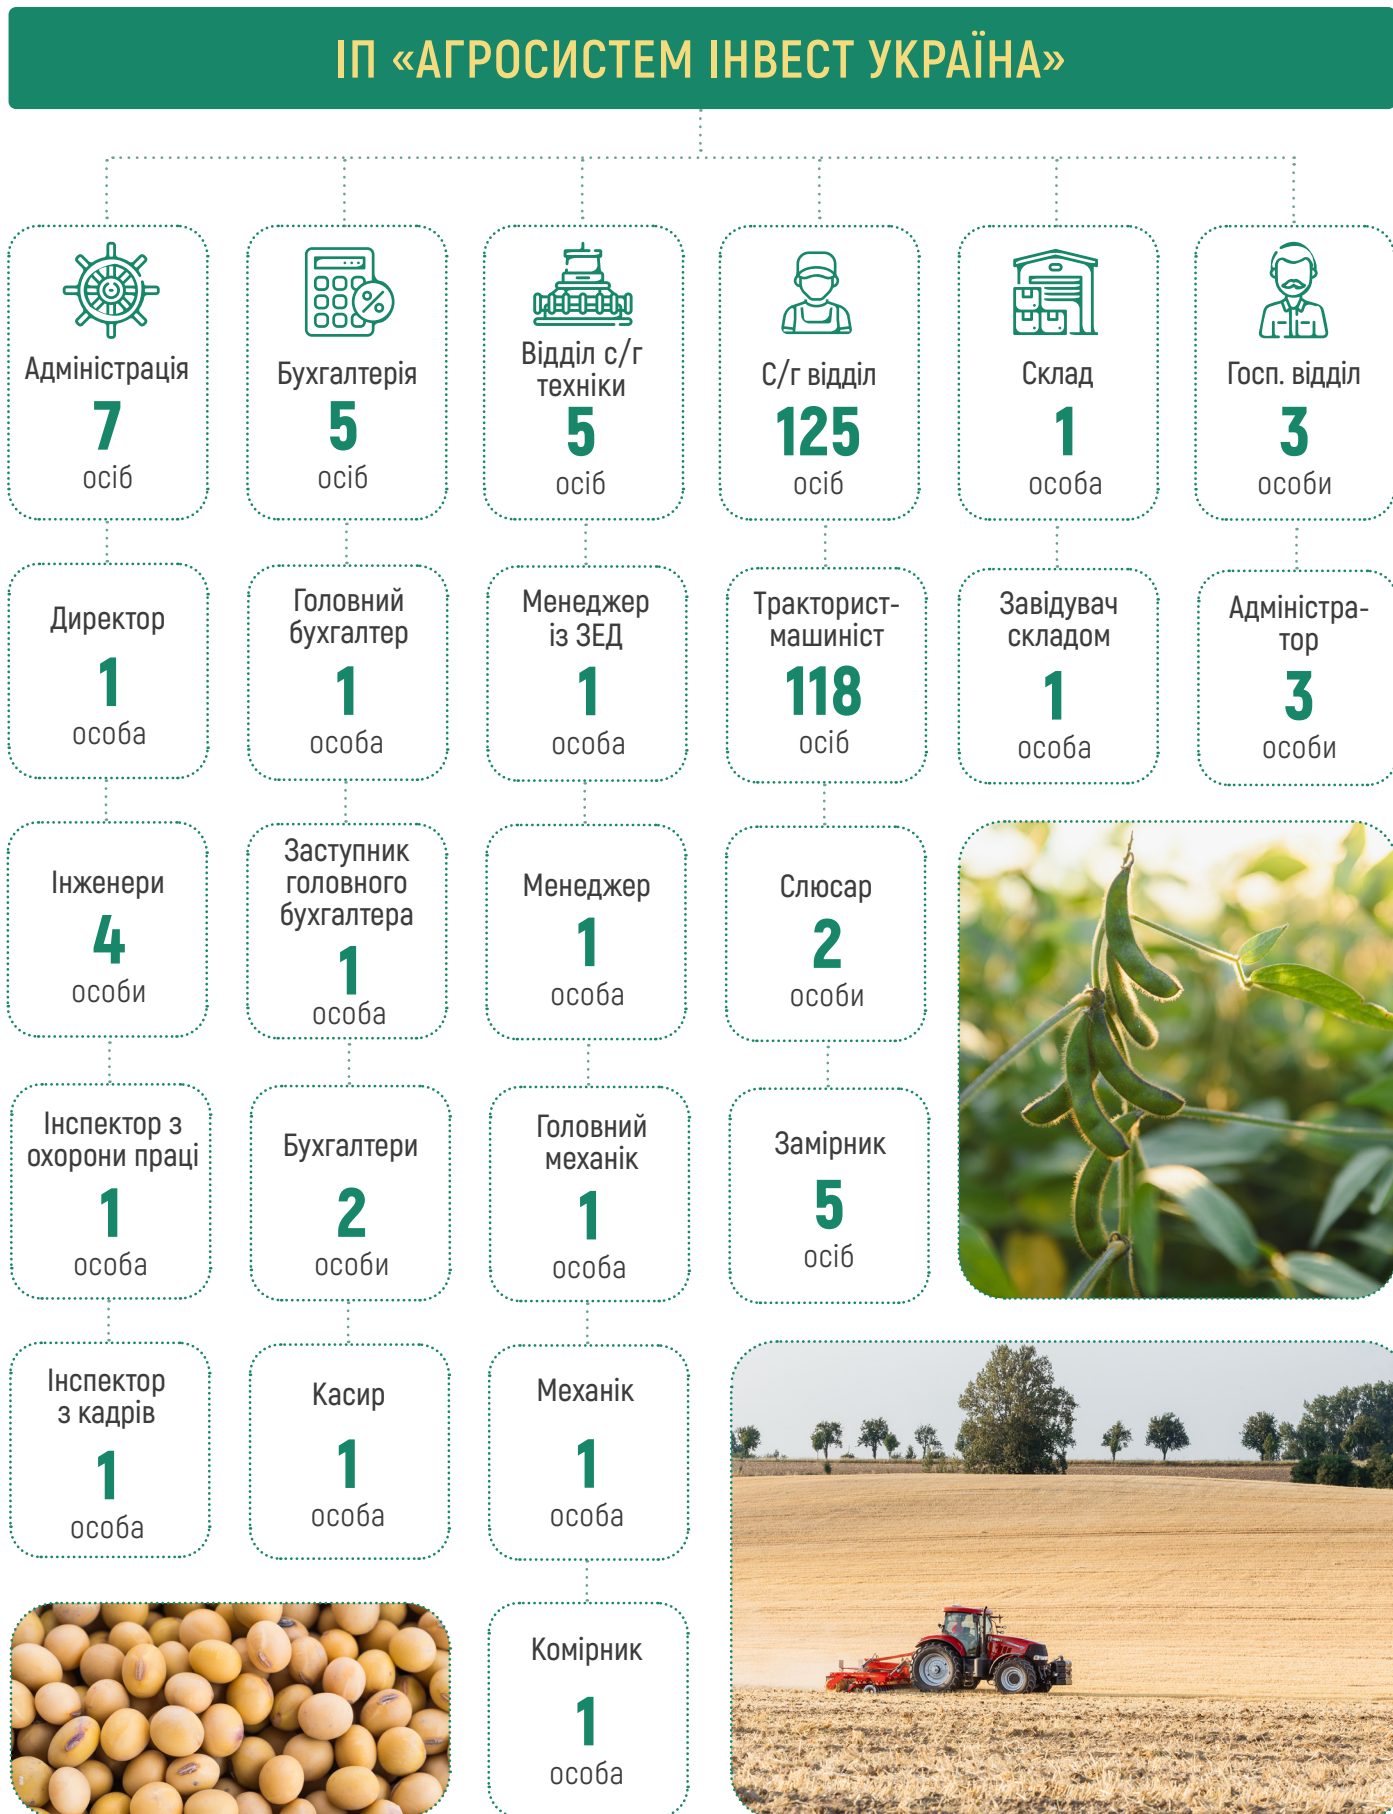 ІП «АГРОСИСТЕМ ІНВЕСТ УКРАЇНА»
Адміністрація
7
осіб
Бухгалтерія
5
осіб
Відділ с/г
техніки
5
осіб
С/г відділ
125
осіб
Склад
1
особа
Госп. відділ
3
особи
Директор
1
особа
Головний
бухгалтер
1
особа
Менеджер
із ЗЕД
1
особа
Тракторист-
машиніст
118
осіб
Завідувач
складом
1
особа
Адміністра-
тор
3
особи
Інженери
4
особи
Заступник
головного
бухгалтера
1
особа
Менеджер
1
особа
Слюсар
2
особи
Інспектор з
охорони праці
1
особа
Бухгалтери
2
особи
Головний
механік
1
особа
Замірник
5
осіб
Інспектор
з кадрів
1
особа
Касир
1
особа
Механік
1
особа
Комірник
1
особа